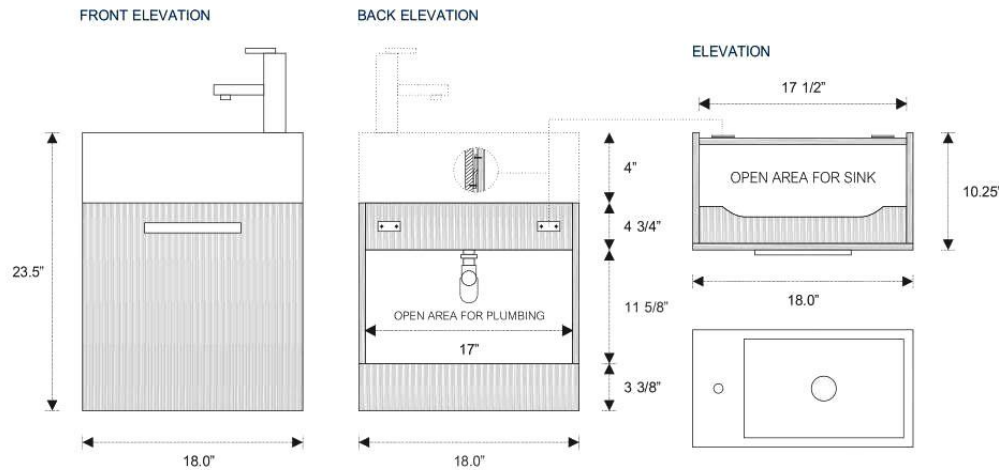 FRONT ELEVATION
23.5”
18.0”
BACK ELEVATION
4”
4 3/4”
11 5/8”
OPEN AREA FOR PLUMBING
17”
3 3/8”
18.0”
ELEVATION
17 1/2”
OPEN AREA FOR SINK
10.25”
18.0”